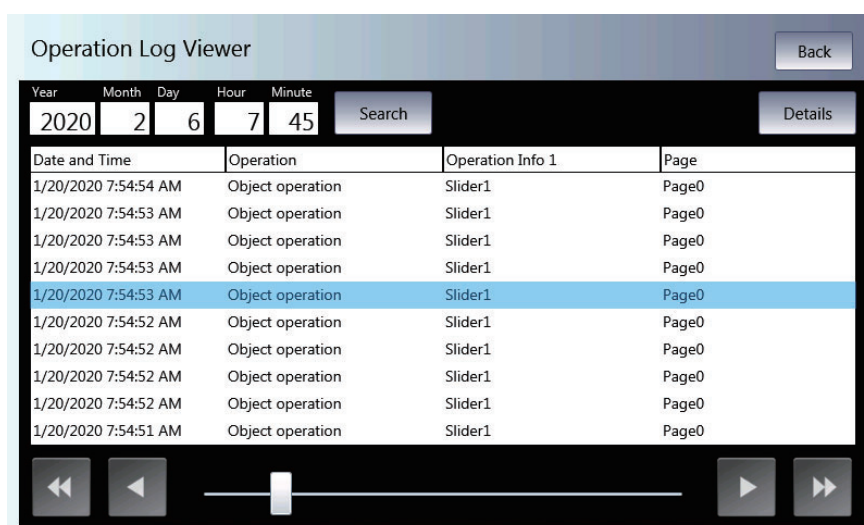 Operation Log Viewer
Back
Year Month Day Hour Minute
2020 2 6 7 45 Search Details
Date and Time Operation Operation Info 1 Page
1/20/2020 7:54:54 AM Object operation Slider1 Page0
1/20/2020 7:54:53 AM Object operation Slider1 Page0
1/20/2020 7:54:53 AM Object operation Slider1 Page0
1/20/2020 7:54:53 AM Object operation Slider1 Page0
1/20/2020 7:54:53 AM Object operation Slider1 Page0
1/20/2020 7:54:52 AM Object operation Slider1 Page0
1/20/2020 7:54:52 AM Object operation Slider1 Page0
1/20/2020 7:54:52 AM Object operation Slider1 Page0
1/20/2020 7:54:52 AM Object operation Slider1 Page0
1/20/2020 7:54:51 AM Object operation Slider1 Page0